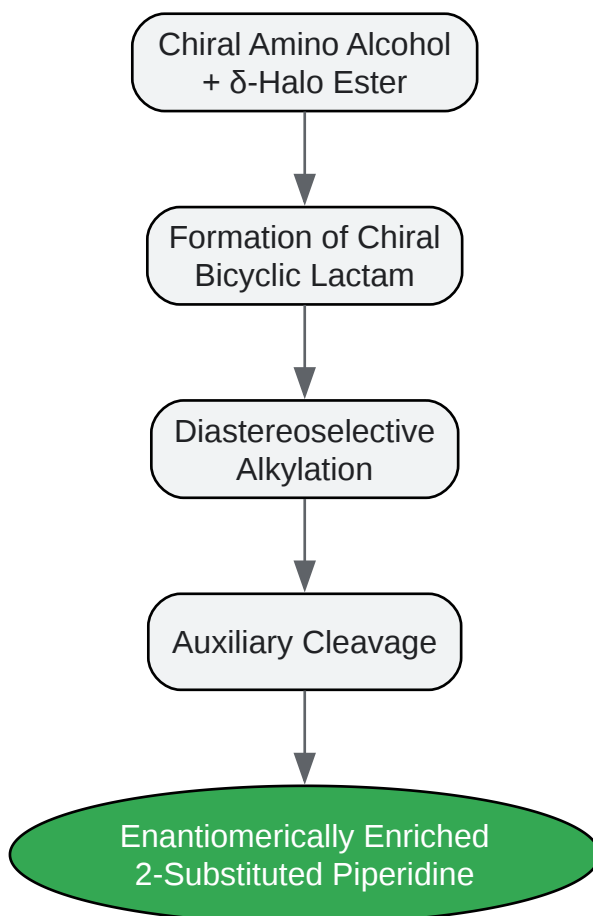 Chiral Amino Alcohol
+ δ-Halo Ester
Formation of Chiral
Bicyclic Lactam
Diastereoselective
Alkylation
Auxiliary Cleavage
Enantiomerically Enriched
2-Substituted Piperidine